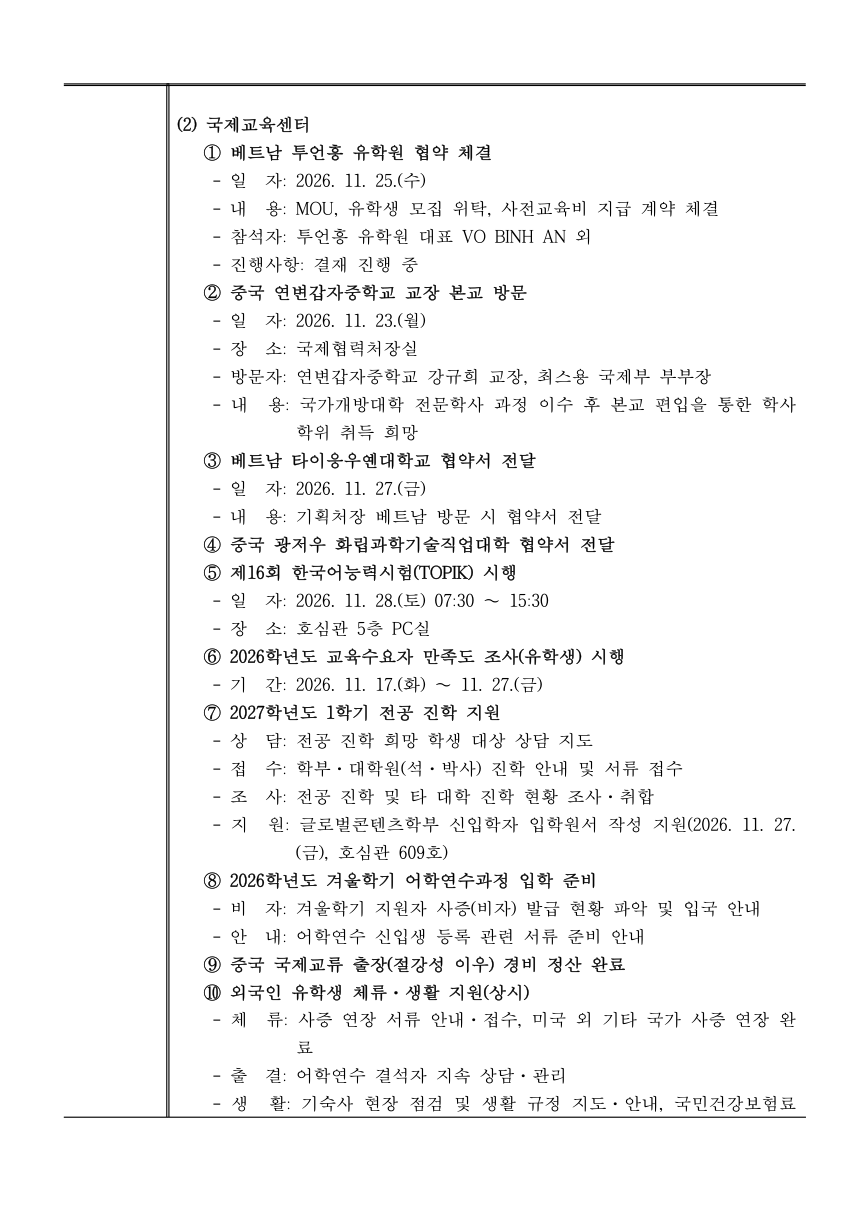 (2) 국제교육센터
① 베트남 투언흥 유학원 협약 체결
- 일 자: 2026. 11. 25.(수)
- 내 용: MOU, 유학생 모집 위탁, 사전교육비 지급 계약 체결
- 참석자: 투언흥 유학원 대표 VO BINH AN 외
- 진행사항: 결재 진행 중
② 중국 연변갑자중학교 교장 본교 방문
- 일 자: 2026. 11. 23.(월)
- 장 소: 국제협력처장실
- 방문자: 연변갑자중학교 강규희 교장, 최스용 국제부 부부장
- 내 용: 국가개방대학 전문학사 과정 이수 후 본교 편입을 통한 학사
학위 취득 희망
③ 베트남 타이응우옌대학교 협약서 전달
- 일 자: 2026. 11. 27.(금)
- 내 용: 기획처장 베트남 방문 시 협약서 전달
④ 중국 광저우 화립과학기술직업대학 협약서 전달
⑤ 제16회 한국어능력시험(TOPIK) 시행
- 일 자: 2026. 11. 28.(토) 07:30 ~ 15:30
- 장 소: 호심관 5층 PC실
⑥ 2026학년도 교육수요자 만족도 조사(유학생) 시행
- 기 간: 2026. 11. 17.(화) ~ 11. 27.(금)
⑦ 2027학년도 1학기 전공 진학 지원
- 상 담: 전공 진학 희망 학생 대상 상담 지도
- 접 수: 학부・대학원(석・박사) 진학 안내 및 서류 접수
- 조 사: 전공 진학 및 타 대학 진학 현황 조사・취합
- 지 원: 글로벌콘텐츠학부 신입학자 입학원서 작성 지원(2026. 11. 27.
(금), 호심관 609호)
⑧ 2026학년도 겨울학기 어학연수과정 입학 준비
- 비 자: 겨울학기 지원자 사증(비자) 발급 현황 파악 및 입국 안내
- 안 내: 어학연수 신입생 등록 관련 서류 준비 안내
⑨ 중국 국제교류 출장(절강성 이우) 경비 정산 완료
⑩ 외국인 유학생 체류・생활 지원(상시)
- 체 류: 사증 연장 서류 안내・접수, 미국 외 기타 국가 사증 연장 완
료
- 출 결: 어학연수 결석자 지속 상담・관리
- 생 활: 기숙사 현장 점검 및 생활 규정 지도・안내, 국민건강보험료